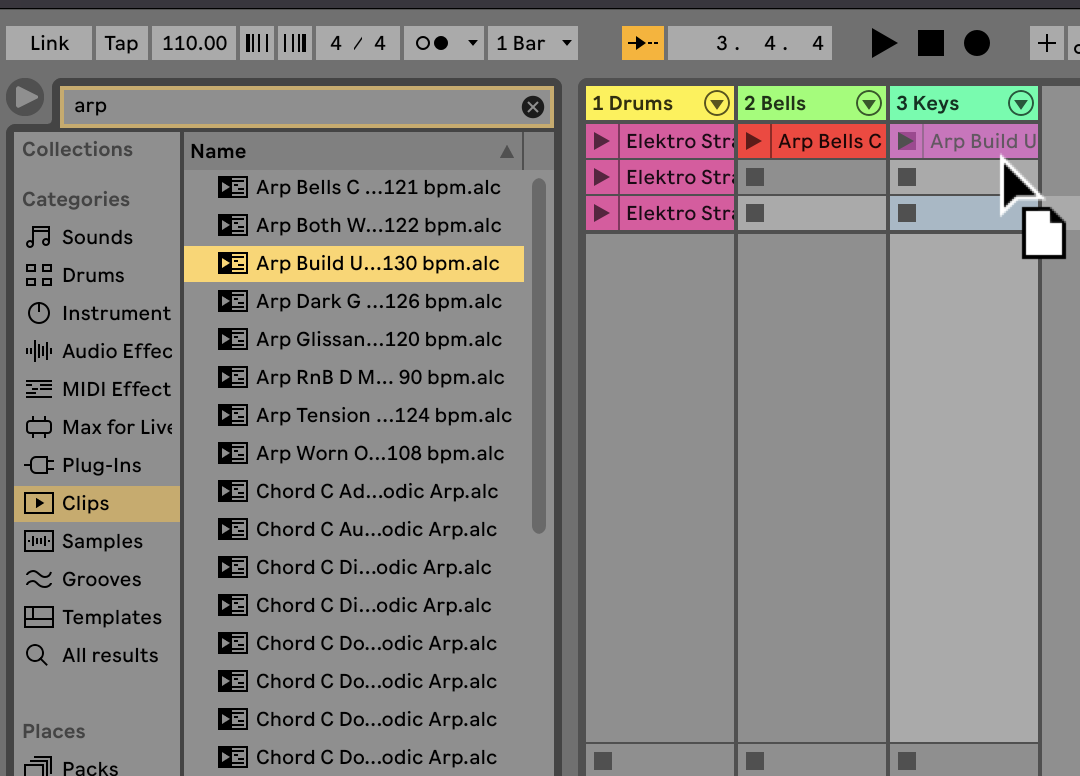 Link Tap 110.00 4 / 4 1 Bar 3. 4. 4
arp
1 Drums 2 Bells 3 Keys
Elektro Stra Arp Bells C Arp Build U
Elektro Stra
Elektro Stra
Collections
Categories
Sounds
Drums
Instrument
Audio Effec
MIDI Effect
Max for Live
Plug-Ins
Clips
Samples
Grooves
Templates
All results
Places
Packs
Name
Arp Bells C ...121 bpm.alc
Arp Both W...122 bpm.alc
Arp Build U...130 bpm.alc
Arp Dark G ...126 bpm.alc
Arp Glissan...120 bpm.alc
Arp RnB D M... 90 bpm.alc
Arp Tension ...124 bpm.alc
Arp Worn O...108 bpm.alc
Chord C Ad...odic Arp.alc
Chord C Au...odic Arp.alc
Chord C Di...odic Arp.alc
Chord C Di...odic Arp.alc
Chord C Do...odic Arp.alc
Chord C Do...odic Arp.alc
Chord C Do...odic Arp.alc
Chord C Do...odic Arp.alc